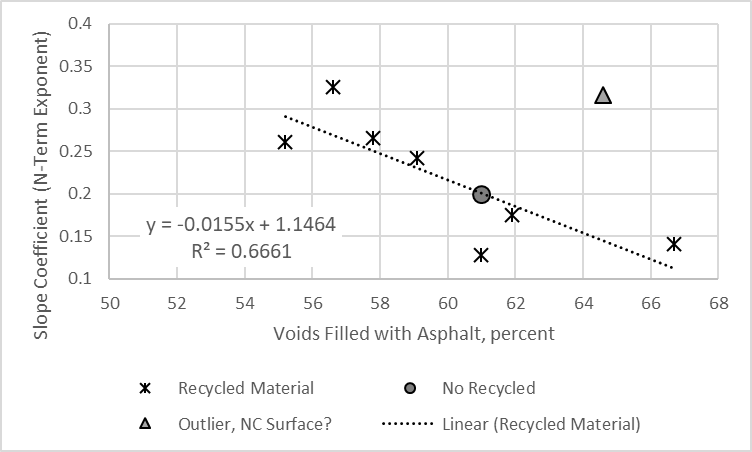 0.4
0.35
0.3
0.25
0.2
0.15
0.1
Slope Coefficient (N-Term Exponent)
y = -0.0155x + 1.1464
R² = 0.6661
50 52 54 56 58 60 62 64 66 68
Voids Filled with Asphalt, percent
Recycled Material No Recycled
Outlier, NC Surface? Linear (Recycled Material)